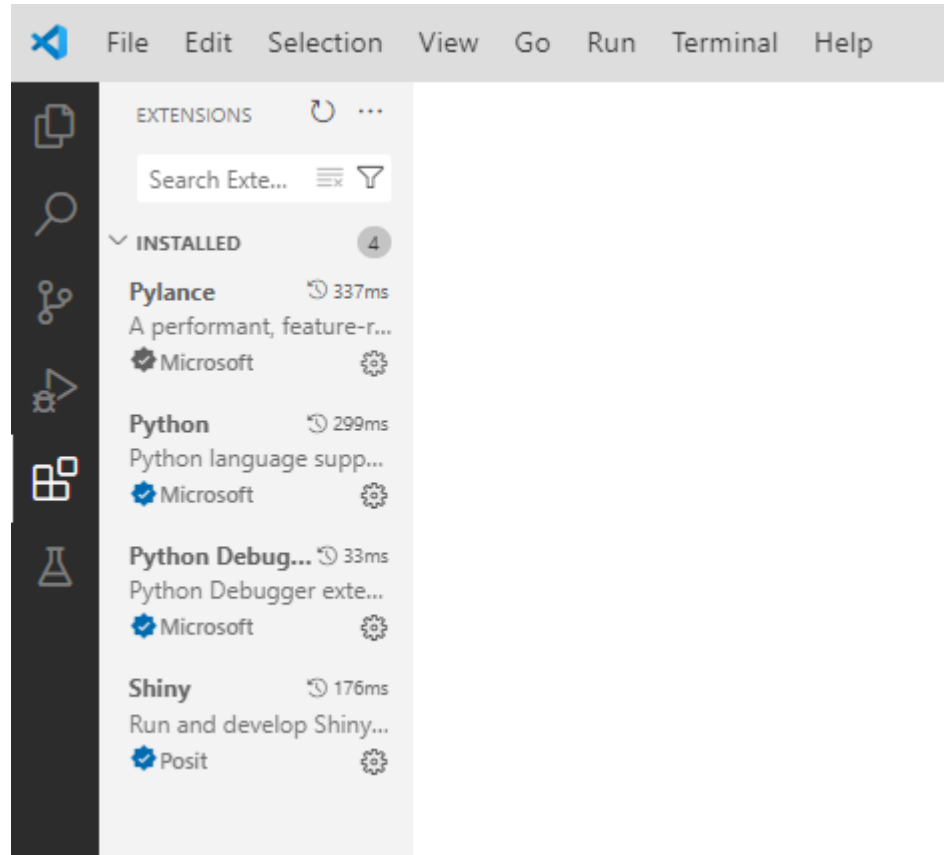 File Edit Selection View Go Run Terminal Help
EXTENSIONS
Search Exte...
INSTALLED 4
Pylance 337ms
A performant, feature-r...
Microsoft
Python 299ms
Python language supp...
Microsoft
Python Debug... 33ms
Python Debugger exte...
Microsoft
Shiny 176ms
Run and develop Shiny...
Posit